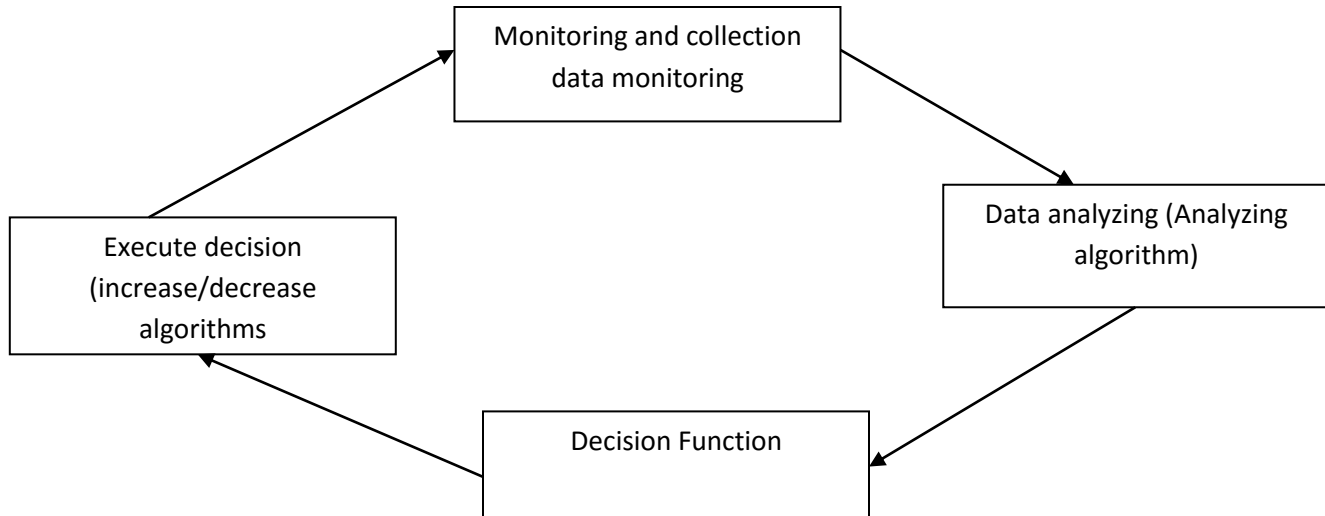 Monitoring and collection
data monitoring
Data analyzing (Analyzing
algorithm)
Execute decision
(increase/decrease
algorithms
Decision Function